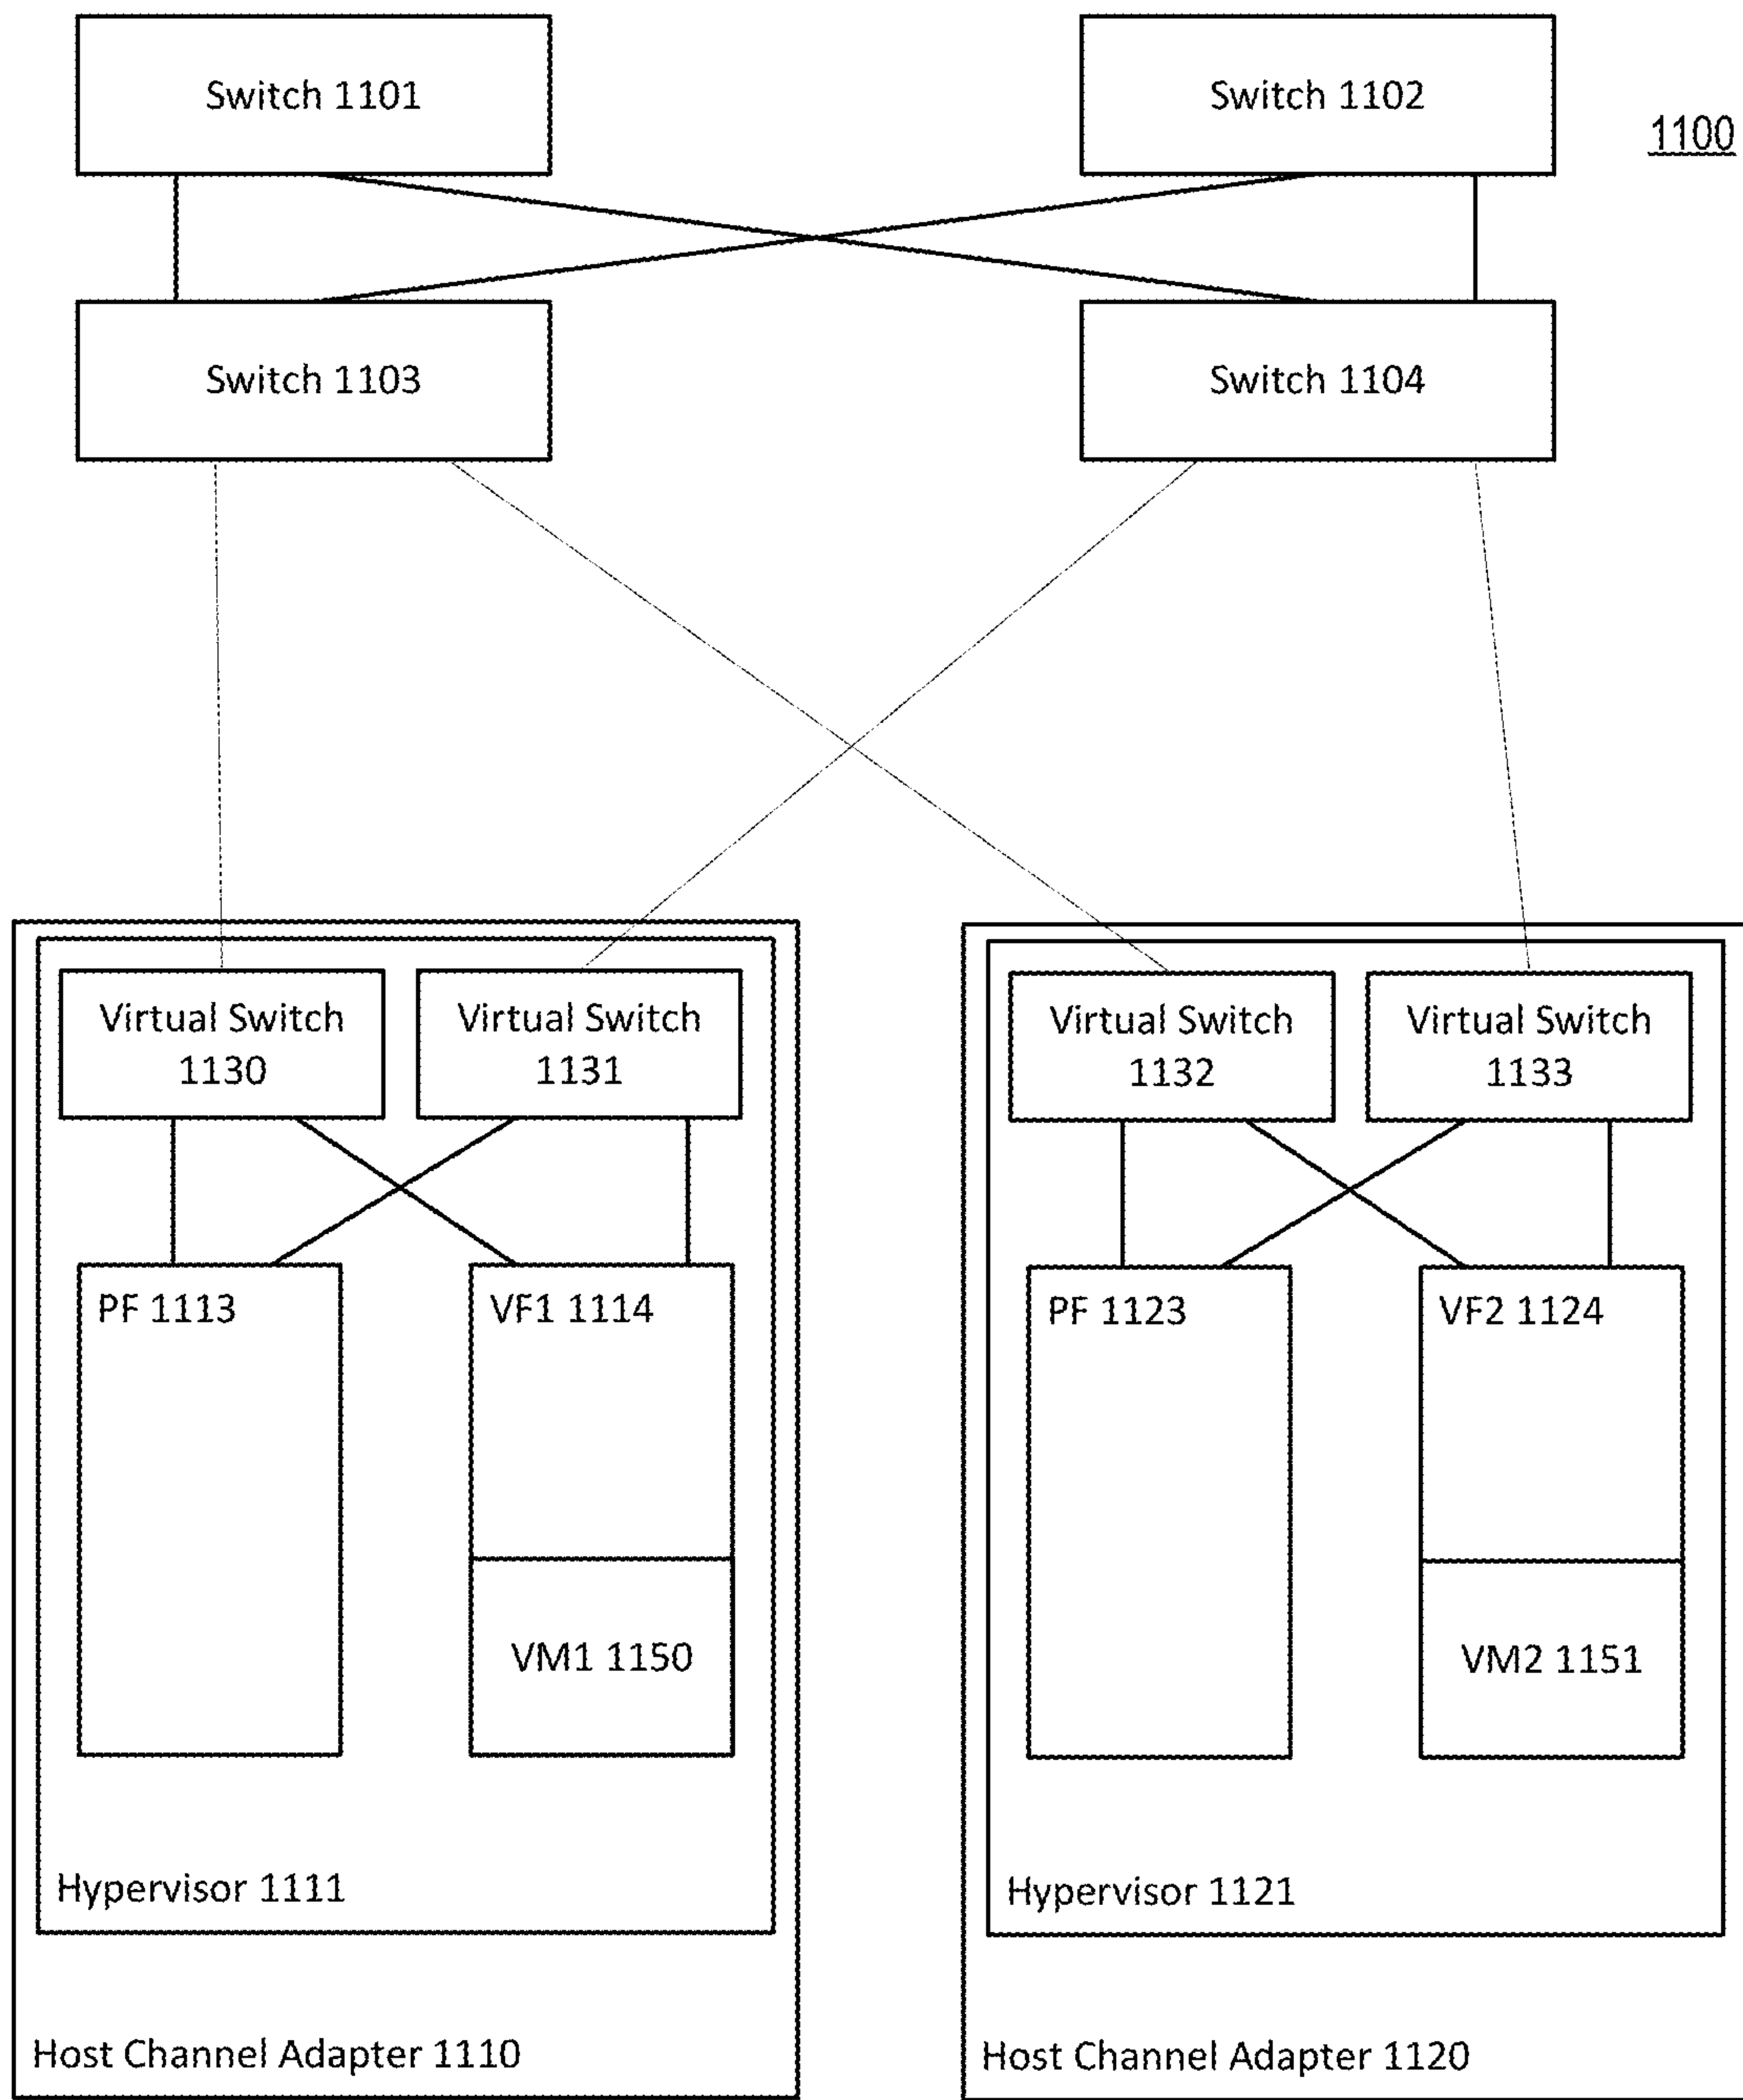 Switch 1101
Switch 1102
1100
Switch 1103
Switch 1104
Virtual Switch
1130
Virtual Switch
1131
Virtual Switch
1132
Virtual Switch
1133
PF 1113
VF1 1114
PF 1123
VF2 1124
VM1 1150
VM2 1151
Hypervisor 1111
Hypervisor 1121
Host Channel Adapter 1110
Host Channel Adapter 1120